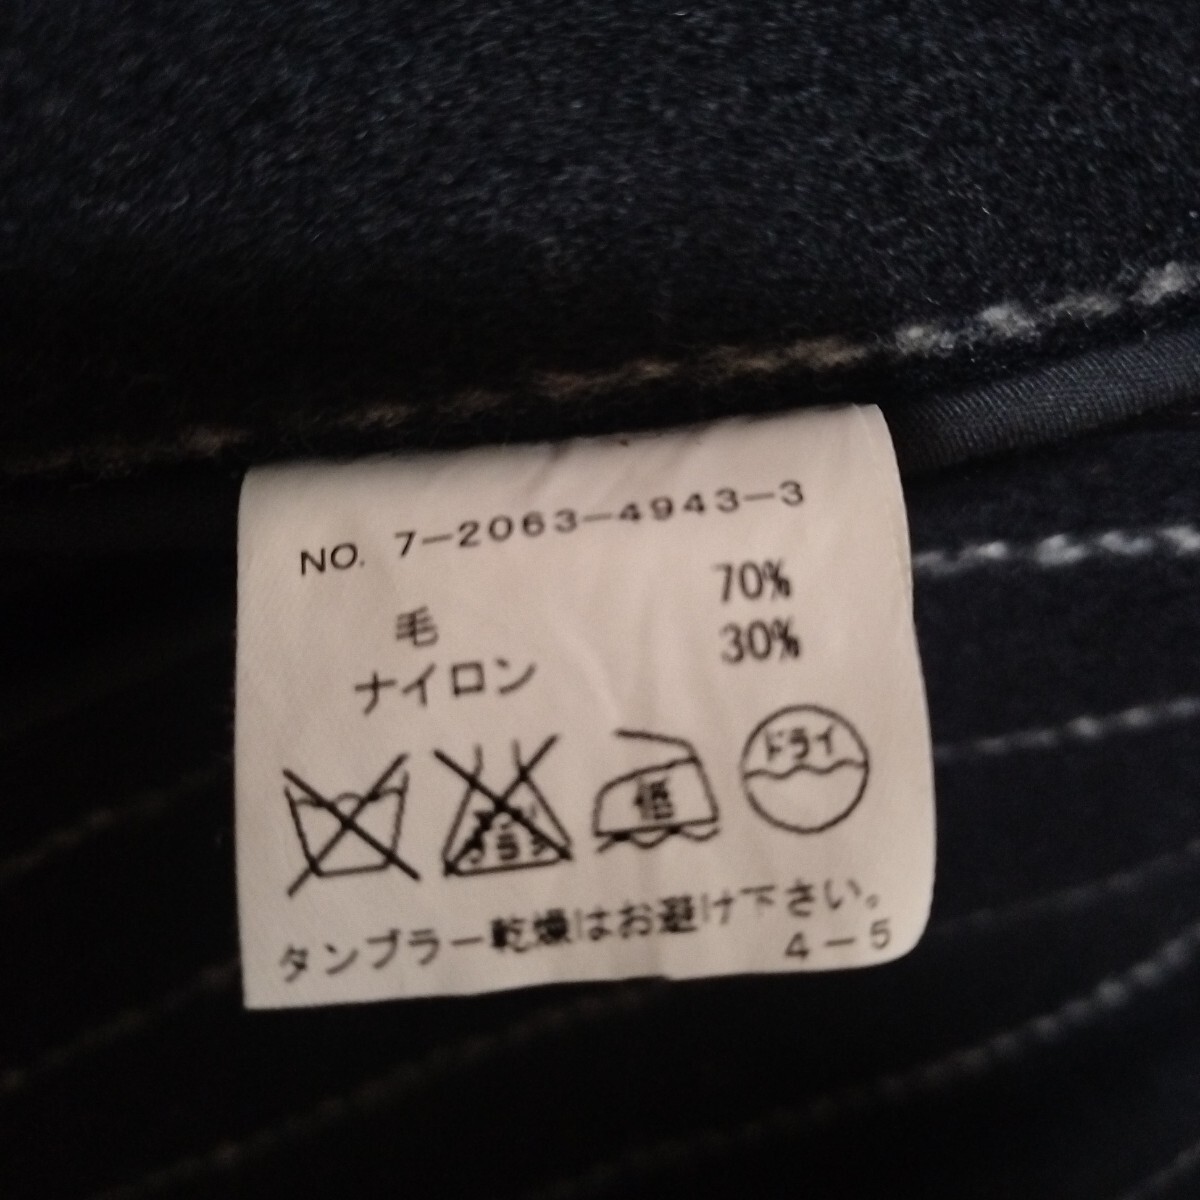 NO. 7-2063-4943-3
毛 70%
ナイロン 30%
低
ドライ
タンブラー乾燥はお避け下さい。
4-5